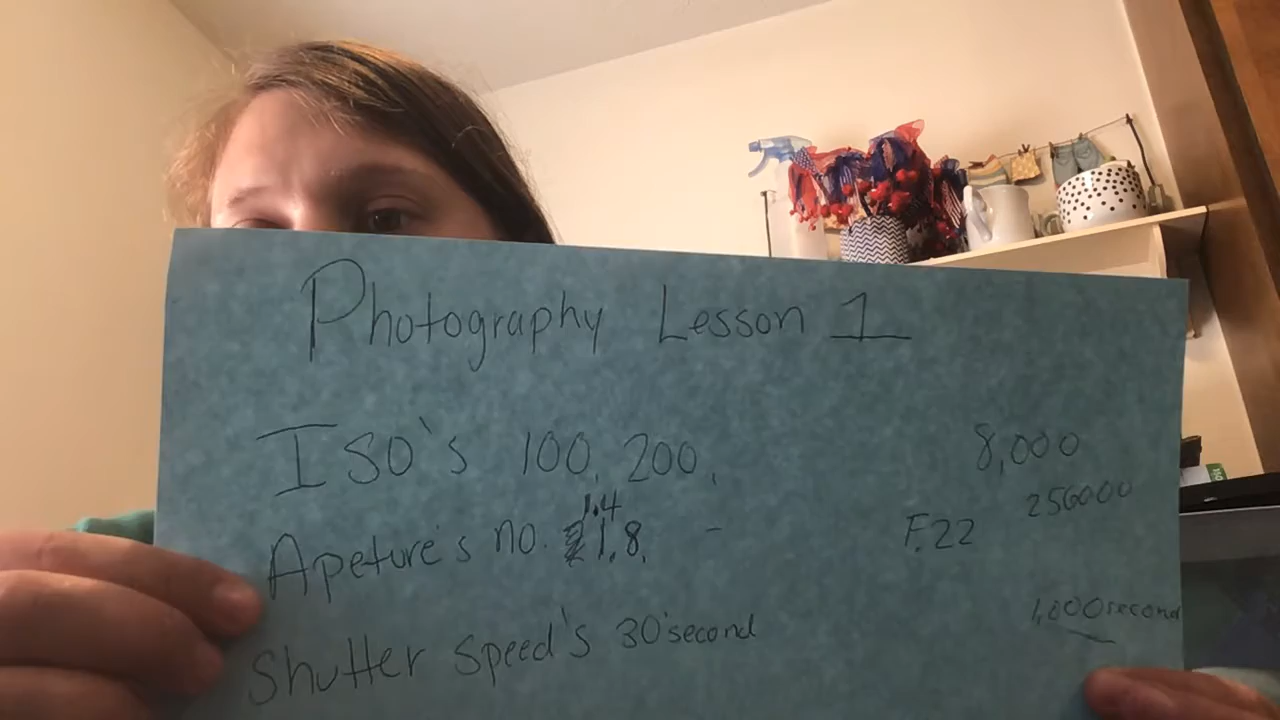 Photography Lesson 1
ISO's 100, 200, 8,000
256000
Apeture's no. 1.4 1.8, - F.22
Shutter Speed's 30'second 1,000second